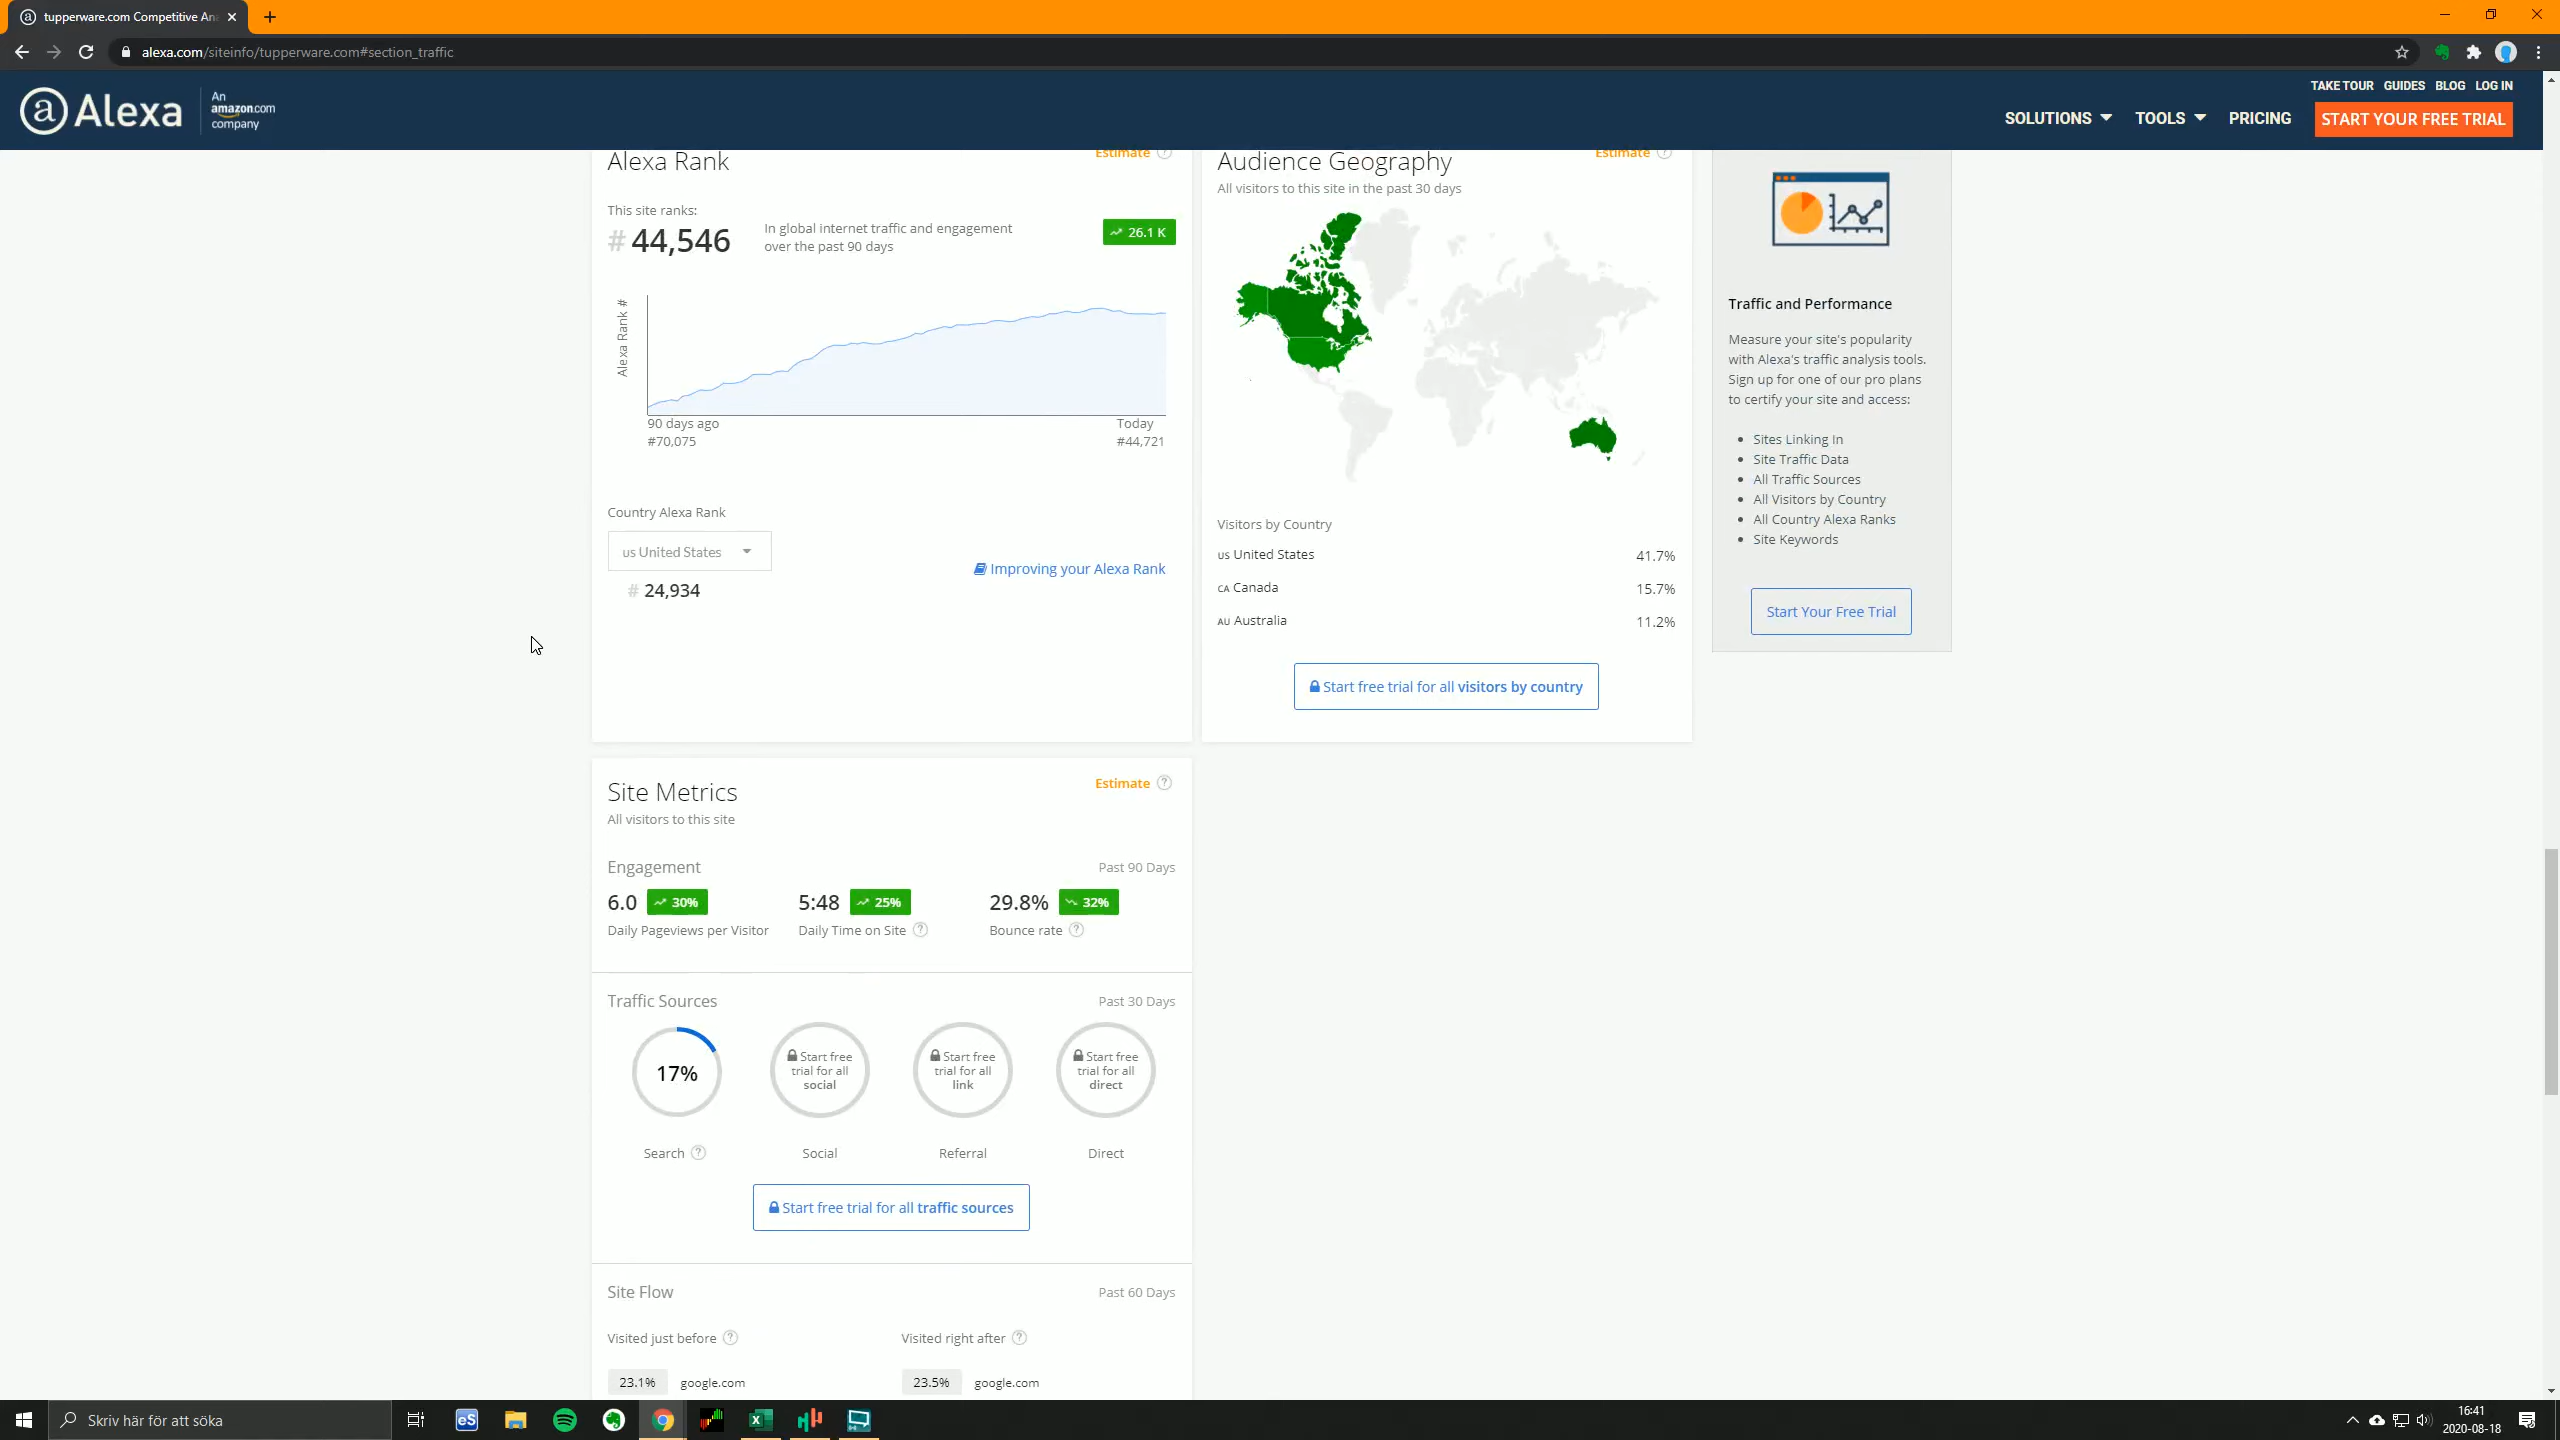 tupperware.com Competitive An
alexa.com/siteinfo/tupperware.com#section_traffic
Alexa
An
amazon.com
company
TAKE TOUR GUIDES BLOG LOG IN
SOLUTIONS TOOLS PRICING START YOUR FREE TRIAL
Alexa Rank
Estimate ?
This site ranks:
# 44,546
In global internet traffic and engagement
over the past 90 days
26.1 K
Alexa Rank #
90 days ago
#70,075
Today
#44,721
Country Alexa Rank
US United States
# 24,934
Improving your Alexa Rank
Audience Geography
Estimate ?
All visitors to this site in the past 30 days
Visitors by Country
US United States 41.7%
CA Canada 15.7%
AU Australia 11.2%
Start free trial for all visitors by country
Traffic and Performance
Measure your site's popularity
with Alexa's traffic analysis tools.
Sign up for one of our pro plans
to certify your site and access:
• Sites Linking In
• Site Traffic Data
• All Traffic Sources
• All Visitors by Country
• All Country Alexa Ranks
• Site Keywords
Start Your Free Trial
Site Metrics
Estimate ?
All visitors to this site
Engagement Past 90 Days
6.0 30% 5:48 25% 29.8% 32%
Daily Pageviews per Visitor Daily Time on Site ? Bounce rate ?
Traffic Sources Past 30 Days
17%
Start free
trial for all
social
Start free
trial for all
link
Start free
trial for all
direct
Search ? Social Referral Direct
Start free trial for all traffic sources
Site Flow Past 60 Days
Visited just before ? Visited right after ?
23.1% google.com 23.5% google.com
Skriv här för att söka
eS
16:41
2020-08-18